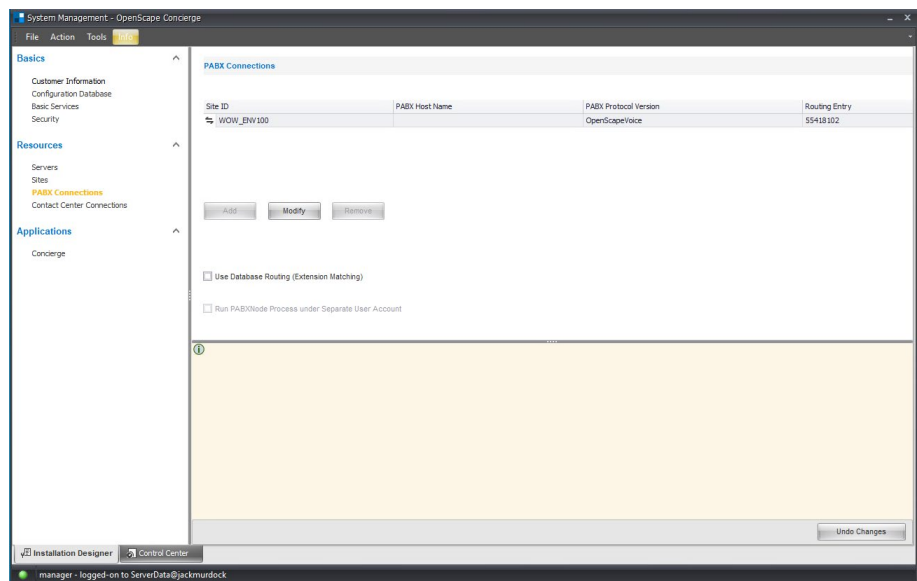 System Management - OpenScape Concierge
File Action Tools Info
Basics
Customer Information
Configuration Database
Basic Services
Security
Resources
Servers
Sites
PABX Connections
Contact Center Connections
Applications
Concierge
PABX Connections
Site ID PABX Host Name PABX Protocol Version Routing Entry
WOW_ENV100 OpenScapeVoice 55418102
Add Modify Remove
Use Database Routing (Extension Matching)
Run PABXNode Process under Separate User Account
Undo Changes
Installation Designer Control Center
manager - logged-on to ServerData@jackmurdock